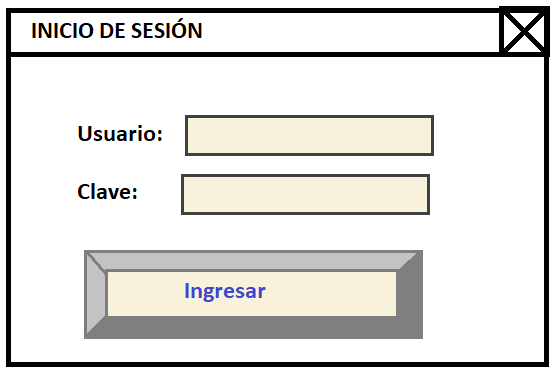 INICIO DE SESIÓN
Usuario:
Clave:
Ingresar